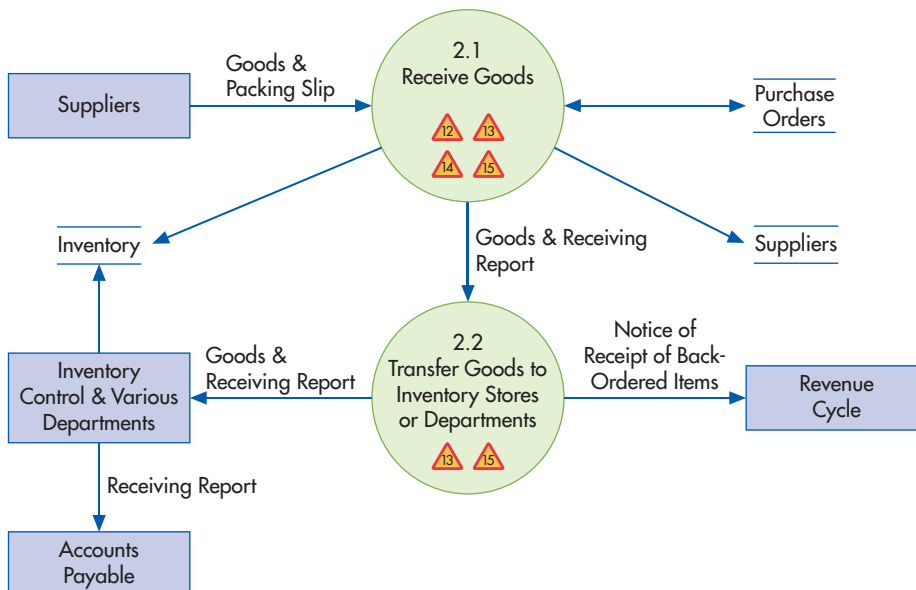 2.1
Receive Goods
12
13
14
15
Goods &
Packing Slip
Suppliers
Purchase
Orders
Inventory
Goods & Receiving
Report
Suppliers
2.2
Transfer Goods to
Inventory Stores
or Departments
13
15
Goods &
Receiving Report
Notice of
Receipt of Back-
Ordered Items
Inventory
Control & Various
Departments
Revenue
Cycle
Receiving Report
Accounts
Payable